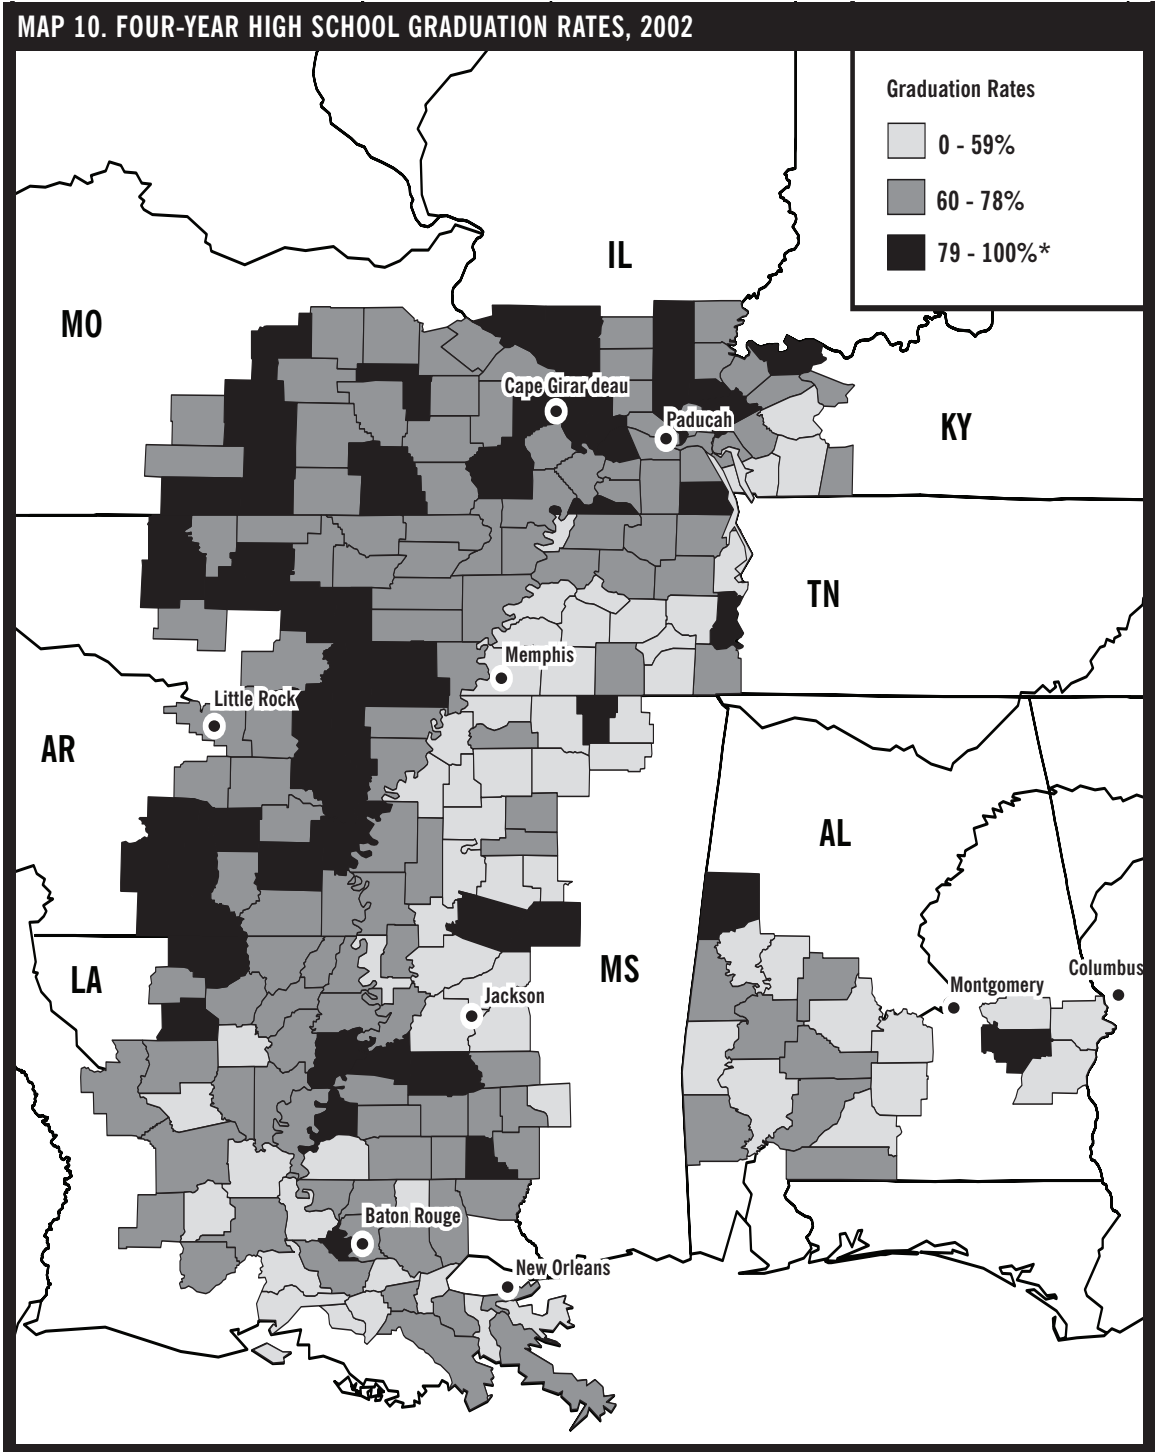 MAP 10. FOUR-YEAR HIGH SCHOOL GRADUATION RATES, 2002
Graduation Rates
0 - 59%
60 - 78%
79 - 100%*
IL
MO
Cape Girar deau
Paducah
KY
TN
Memphis
Little Rock
AR
AL
MS
LA
Columbus
Montgomery
Jackson
Baton Rouge
New Orleans